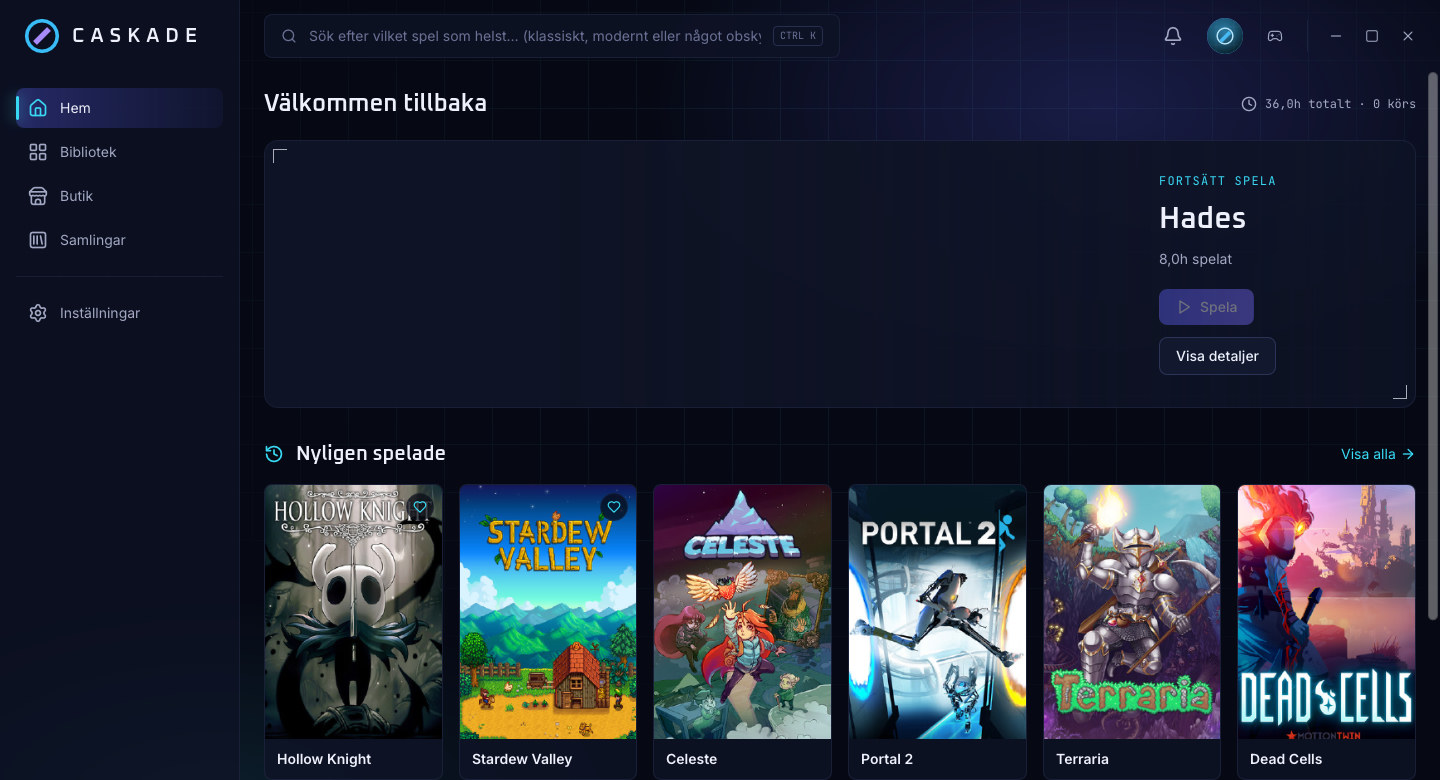 CASKADE
Sök efter vilket spel som helst... (klassiskt, modernt eller något obsky
CTRL K
Hem
Bibliotek
Butik
Samlingar
Inställningar
Välkommen tillbaka
36,0h totalt · 0 körs
FORTSÄTT SPELA
Hades
8,0h spelat
Spela
Visa detaljer
Nyligen spelade
Visa alla
HOLLOW KNIGHT
STARDEW
VALLEY
CELESTE
PORTAL 2
Terraria
DEAD CELLS
MOTIONTWIN
Hollow Knight
Stardew Valley
Celeste
Portal 2
Terraria
Dead Cells